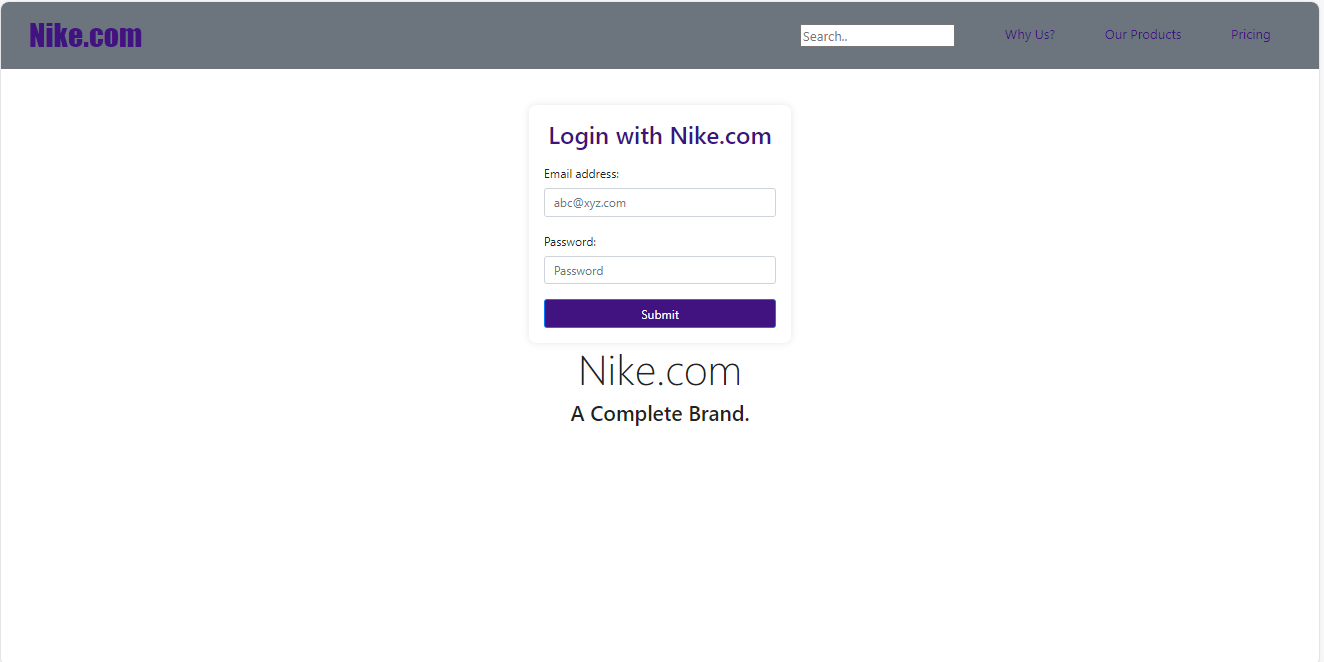 Nike.com
Search..
Why Us?
Our Products
Pricing
Login with Nike.com
Email address:
abc@xyz.com
Password:
Password
Submit
Nike.com
A Complete Brand.